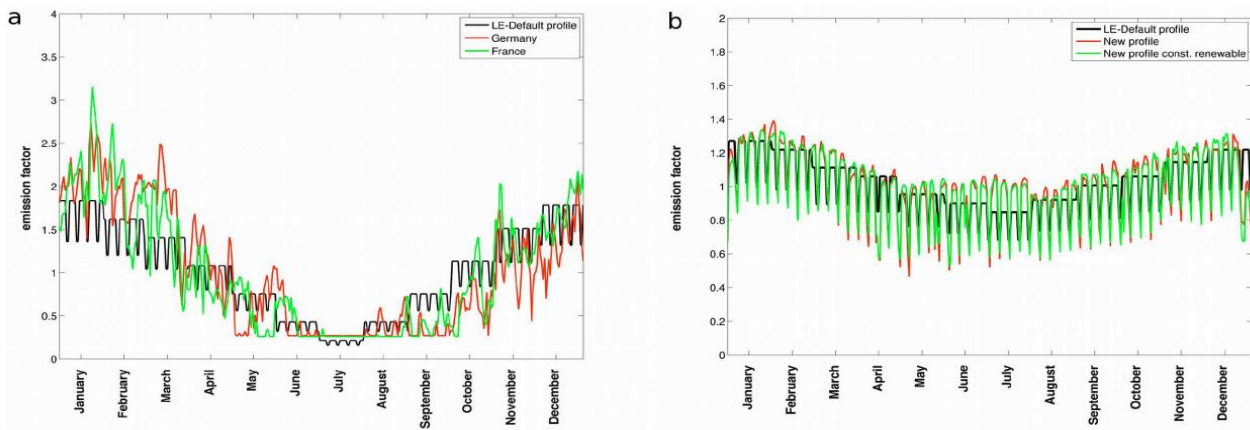 a
4
3.5
3
2.5
2
1.5
1
0.5
0
emission factor
LE-Default profile
Germany
France
January
February
March
April
May
June
July
August
September
October
November
December
b
2
1.8
1.6
1.4
1.2
1
0.8
0.6
0.4
0.2
0
emission factor
LE-Default profile
New profile
New profile const. renewable
January
February
March
April
May
June
July
August
September
October
November
December